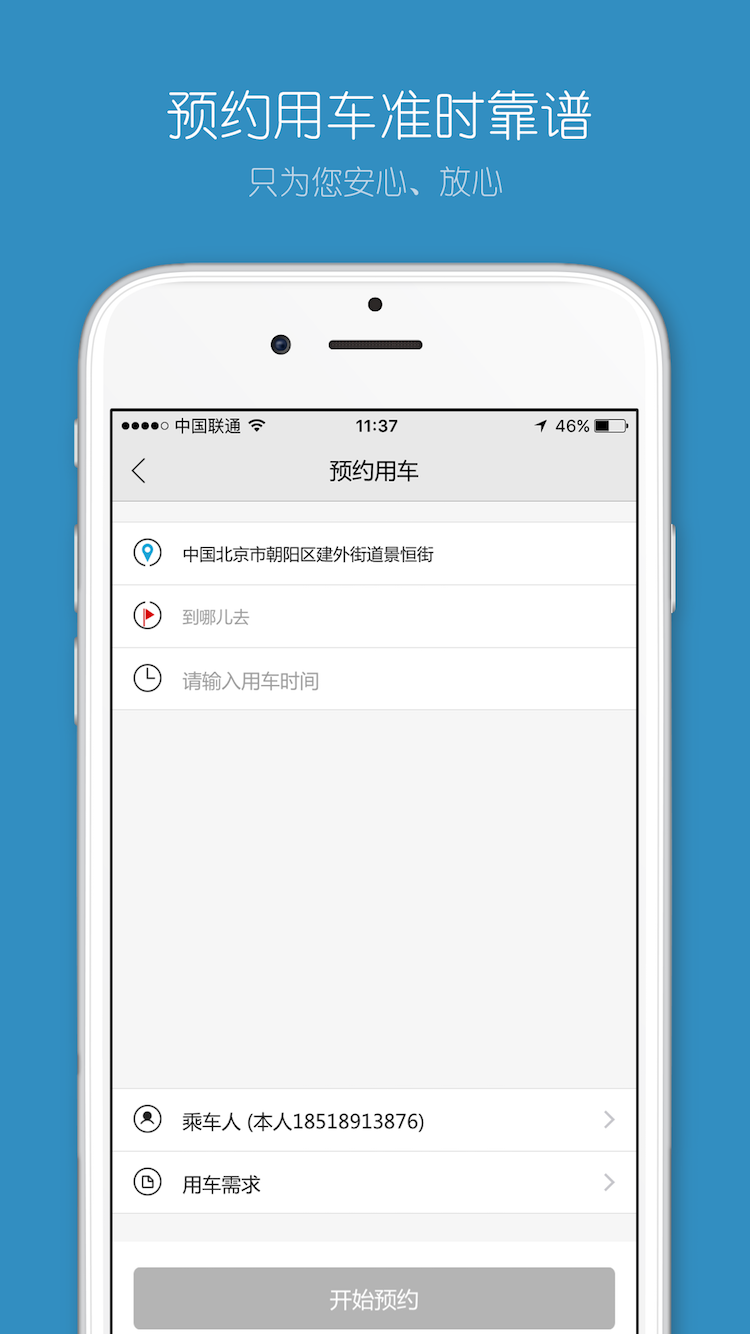 预约用车准时靠谱
只为您安心、放心
中国联通 11:37 46%
预约用车
中国北京市朝阳区建外街道景恒街
到哪儿去
请输入用车时间
乘车人 (本人18518913876)
用车需求
开始预约